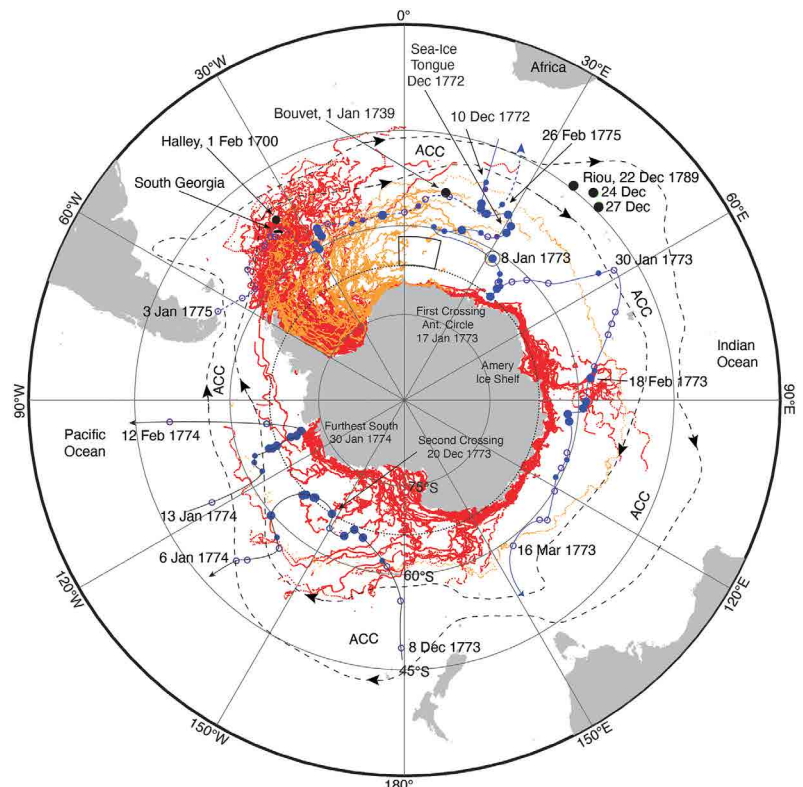 0°
30°W
Sea-Ice
Tongue
Dec 1772
Africa
30°E
Bouvet, 1 Jan 1739
10 Dec 1772
Halley, 1 Feb 1700
ACC
26 Feb 1775
South Georgia
Riou, 22 Dec 1789
24 Dec
27 Dec
60°W
60°E
8 Jan 1773
30 Jan 1773
3 Jan 1775
First Crossing
Ant. Circle
17 Jan 1773
ACC
Indian
Ocean
Amery
Ice Shelf
ACC
18 Feb 1773
90°W
90°E
12 Feb 1774
Pacific
Ocean
Furthest South
30 Jan 1774
Second Crossing
20 Dec 1773
75°S
13 Jan 1774
ACC
6 Jan 1774
16 Mar 1773
60°S
120°W
120°E
ACC
8 Dec 1773
45°S
150°W
150°E
180°